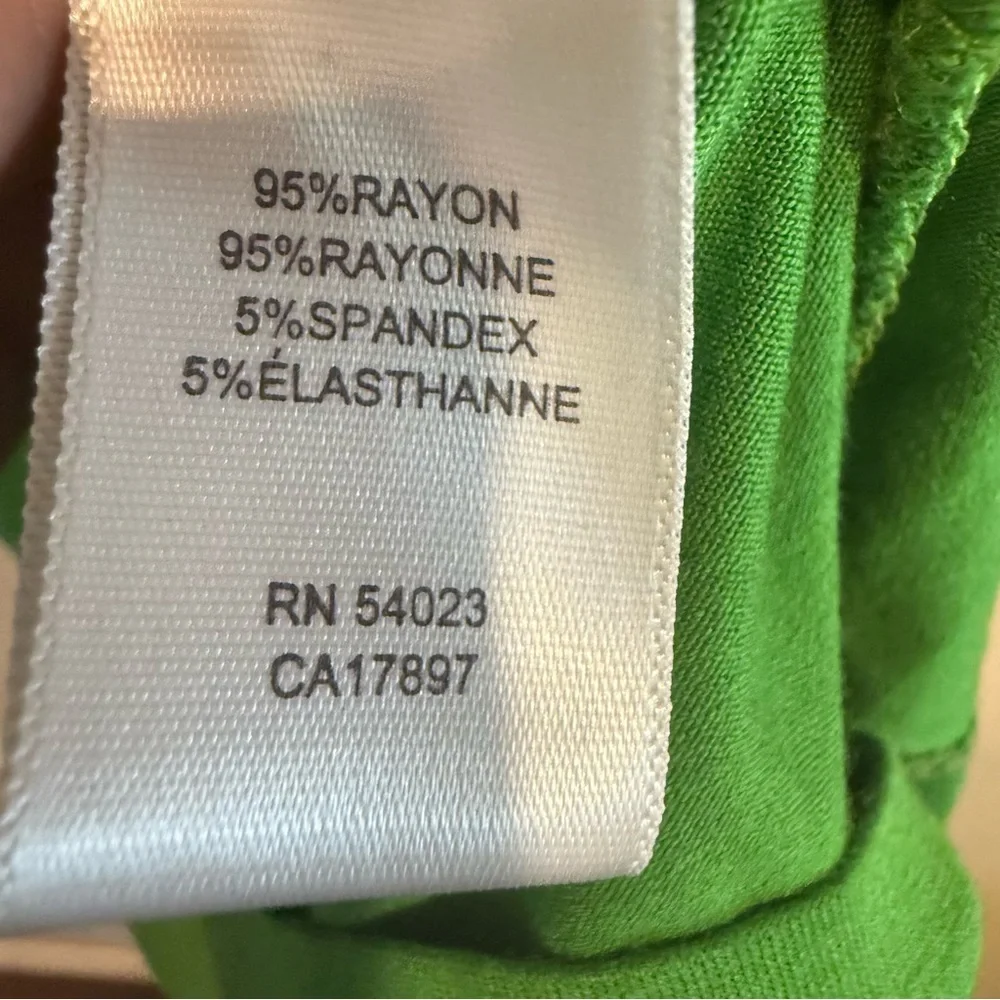 95%RAYON
95%RAYONNE
5%SPANDEX
5%ÉLASTHANNE
RN 54023
CA17897